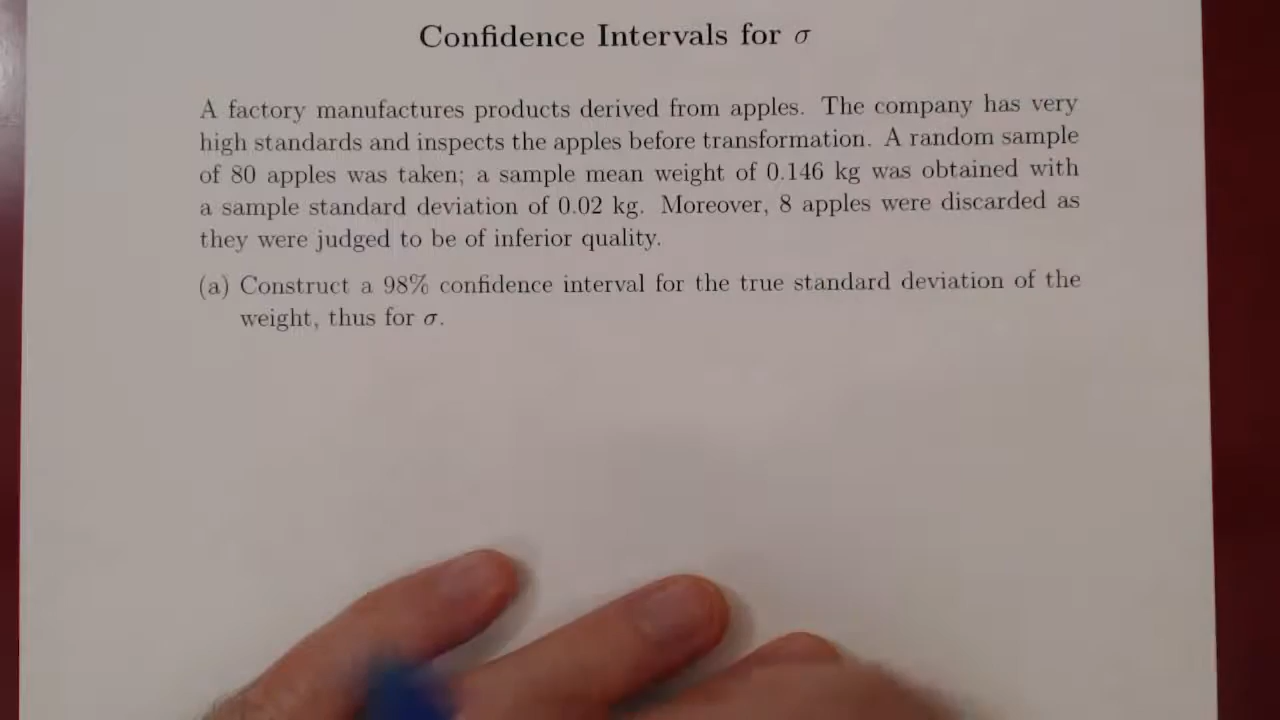 Confidence Intervals for σ
A factory manufactures products derived from apples. The company has very
high standards and inspects the apples before transformation. A random sample
of 80 apples was taken; a sample mean weight of 0.146 kg was obtained with
a sample standard deviation of 0.02 kg. Moreover, 8 apples were discarded as
they were judged to be of inferior quality.
(a) Construct a 98% confidence interval for the true standard deviation of the
weight, thus for σ.